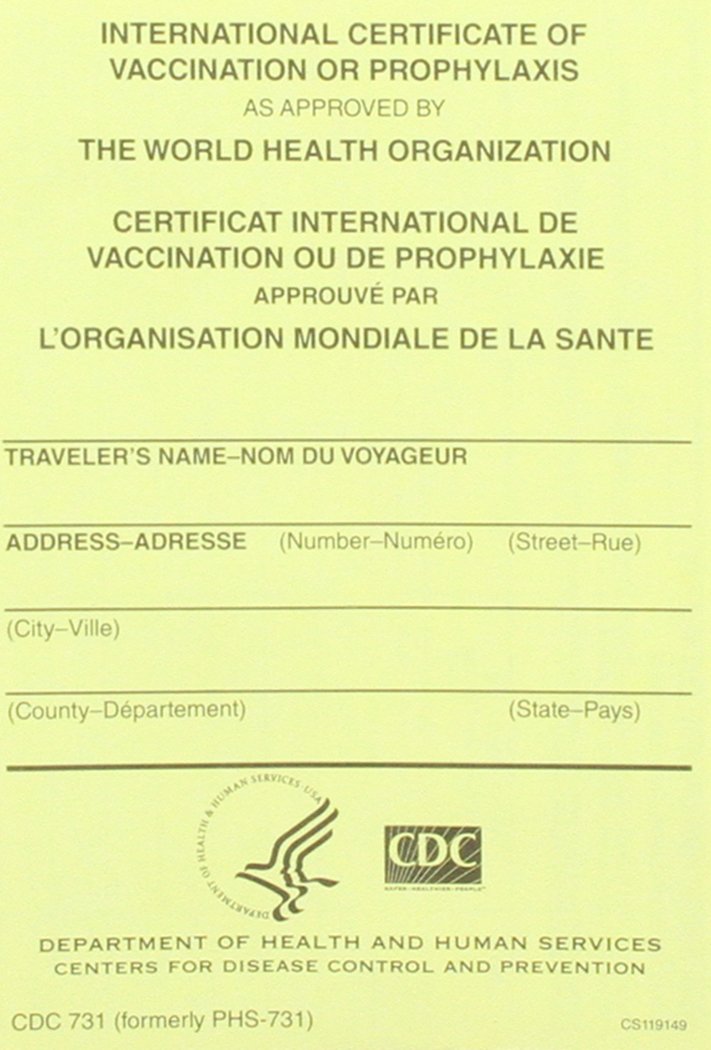 INTERNATIONAL CERTIFICATE OF
VACCINATION OR PROPHYLAXIS
AS APPROVED BY
THE WORLD HEALTH ORGANIZATION
CERTIFICAT INTERNATIONAL DE
VACCINATION OU DE PROPHYLAXIE
APPROUVÉ PAR
L'ORGANISATION MONDIALE DE LA SANTE
TRAVELER'S NAME–NOM DU VOYAGEUR
ADDRESS–ADRESSE (Number–Numéro) (Street–Rue)
(City–Ville)
(County–Département) (State–Pays)
DEPARTMENT OF HEALTH & HUMAN SERVICES·USA
CDC
SAFER·HEALTHIER·PEOPLE™
DEPARTMENT OF HEALTH AND HUMAN SERVICES
CENTERS FOR DISEASE CONTROL AND PREVENTION
CDC 731 (formerly PHS-731) CS119149